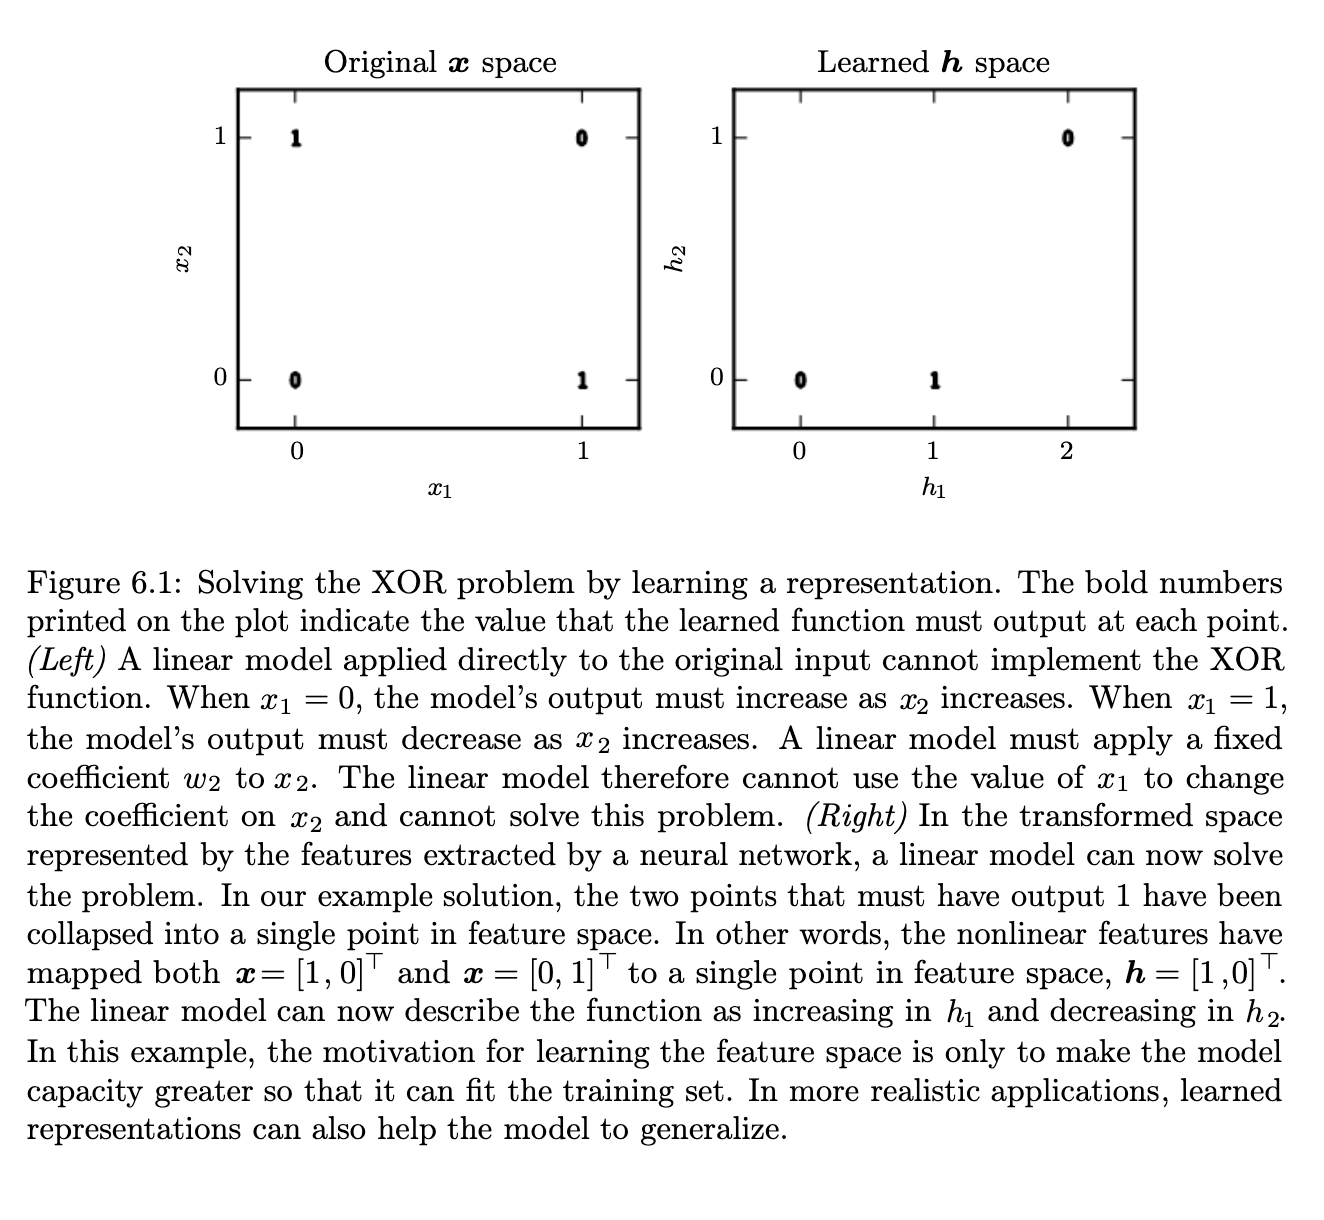 Original x space
Learned h space
1
1
0
1
0
x2
h2
0
0
1
0
0
1
0
1
0
1
2
x1
h1
Figure 6.1: Solving the XOR problem by learning a representation. The bold numbers
printed on the plot indicate the value that the learned function must output at each point.
(Left) A linear model applied directly to the original input cannot implement the XOR
function. When x1 = 0, the model's output must increase as x2 increases. When x1 = 1,
the model's output must decrease as x2 increases. A linear model must apply a fixed
coefficient w2 to x2. The linear model therefore cannot use the value of x1 to change
the coefficient on x2 and cannot solve this problem. (Right) In the transformed space
represented by the features extracted by a neural network, a linear model can now solve
the problem. In our example solution, the two points that must have output 1 have been
collapsed into a single point in feature space. In other words, the nonlinear features have
mapped both x = [1, 0]⊤ and x = [0, 1]⊤ to a single point in feature space, h = [1, 0]⊤.
The linear model can now describe the function as increasing in h1 and decreasing in h2.
In this example, the motivation for learning the feature space is only to make the model
capacity greater so that it can fit the training set. In more realistic applications, learned
representations can also help the model to generalize.